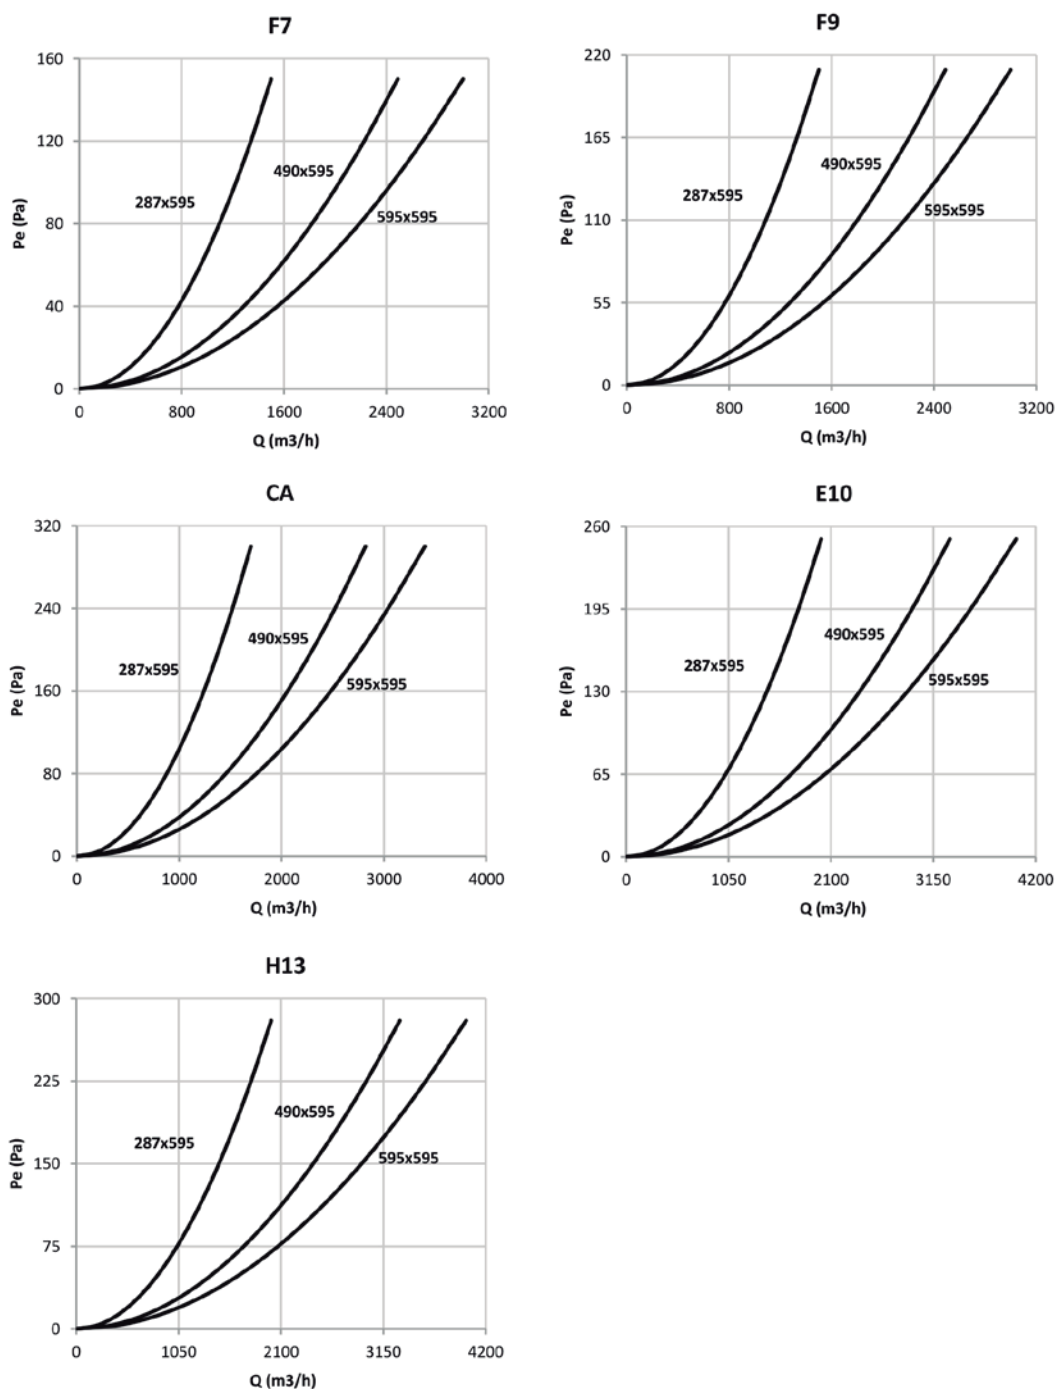 F7
160
120
80
40
0
Pe (Pa)
287x595
490x595
595x595
0 800 1600 2400 3200
Q (m3/h)
F9
220
165
110
55
0
Pe (Pa)
287x595
490x595
595x595
0 800 1600 2400 3200
Q (m3/h)
CA
320
240
160
80
0
Pe (Pa)
287x595
490x595
595x595
0 1000 2000 3000 4000
Q (m3/h)
E10
260
195
130
65
0
Pe (Pa)
287x595
490x595
595x595
0 1050 2100 3150 4200
Q (m3/h)
H13
300
225
150
75
0
Pe (Pa)
287x595
490x595
595x595
0 1050 2100 3150 4200
Q (m3/h)